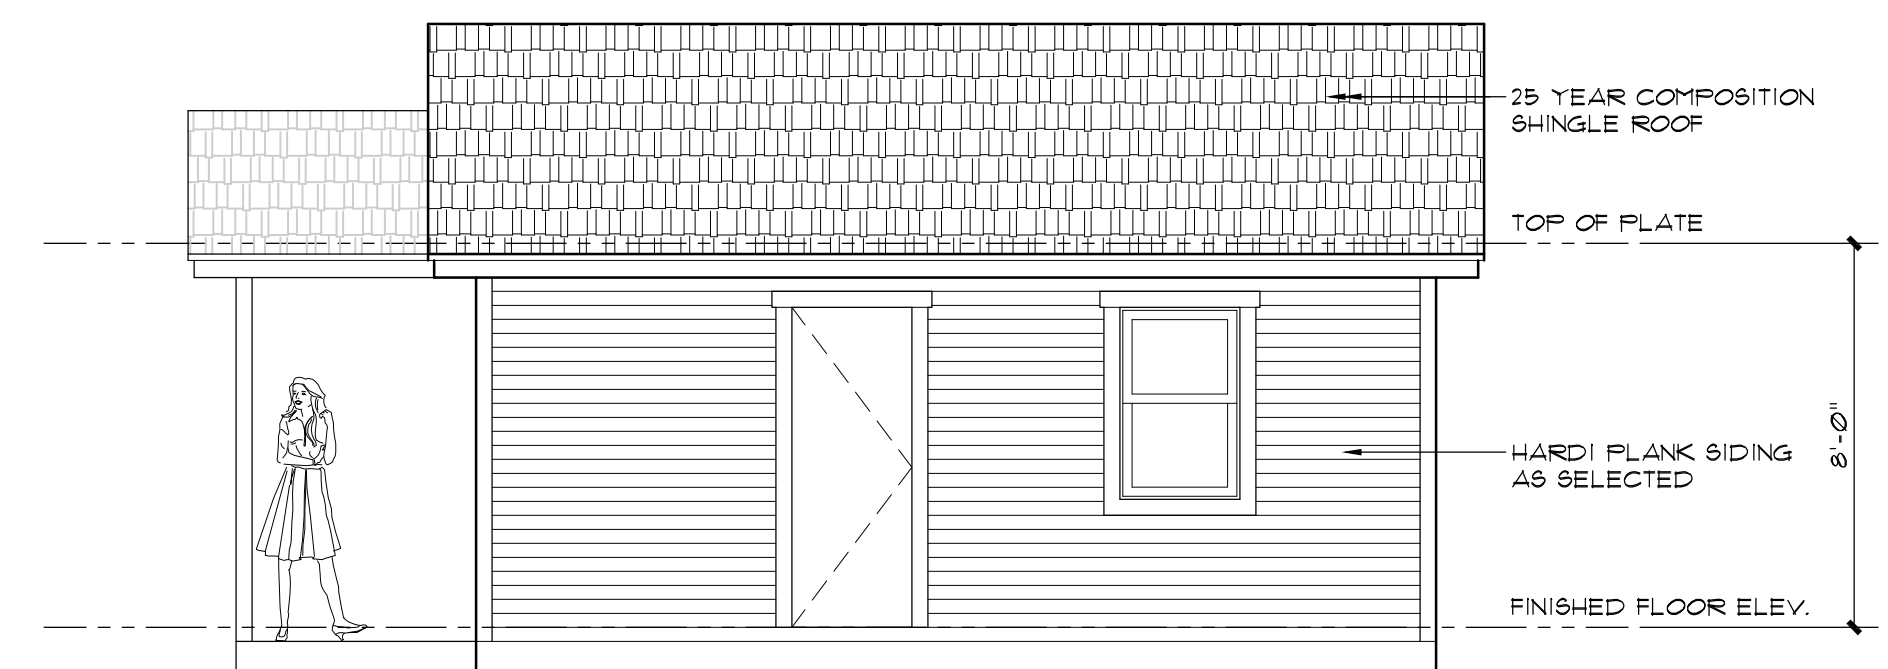 25 YEAR COMPOSITION
SHINGLE ROOF
TOP OF PLATE
8'-0"
HARDI PLANK SIDING
AS SELECTED
FINISHED FLOOR ELEV.